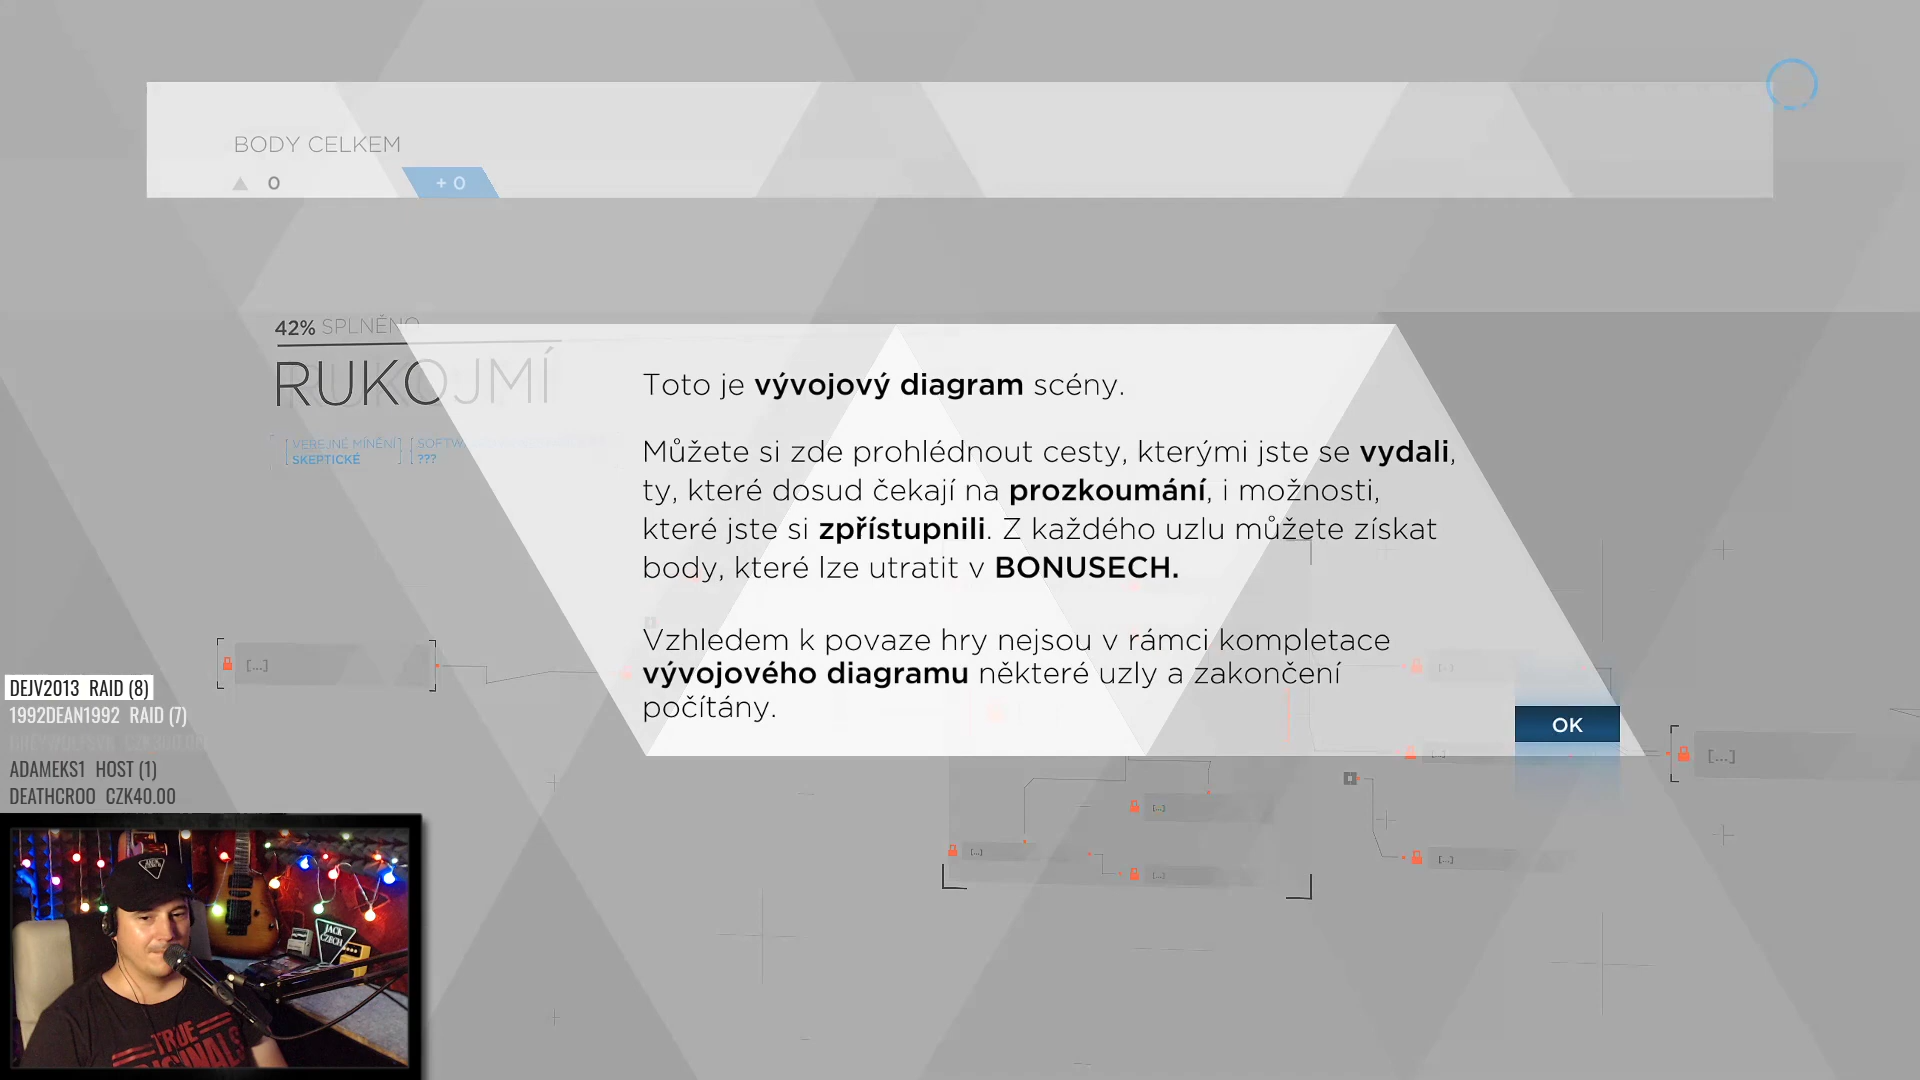 BODY CELKEM
0
+ 0
42% SPLNĚNO
RUKOJMÍ
VEŘEJNÉ MÍNĚNÍ
SKEPTICKÉ
???
Toto je vývojový diagram scény.
Můžete si zde prohlédnout cesty, kterými jste se vydali,
ty, které dosud čekají na prozkoumání, i možnosti,
které jste si zpřístupnili. Z každého uzlu můžete získat
body, které lze utratit v BONUSECH.
Vzhledem k povaze hry nejsou v rámci kompletace
vývojového diagramu některé uzly a zakončení
počítány.
OK
[...]
[...]
[...]
[...]
[...]
[...]
[...]
[...]
DEJV2013 RAID (8)
1992DEAN1992 RAID (7)
ADAMEKS1 HOST (1)
DEATHCROO CZK40.00
JACK
CZECH
TRUE